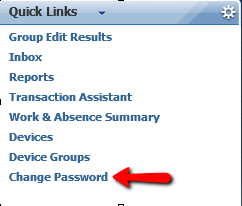 Quick Links
Group Edit Results
Inbox
Reports
Transaction Assistant
Work & Absence Summary
Devices
Device Groups
Change Password